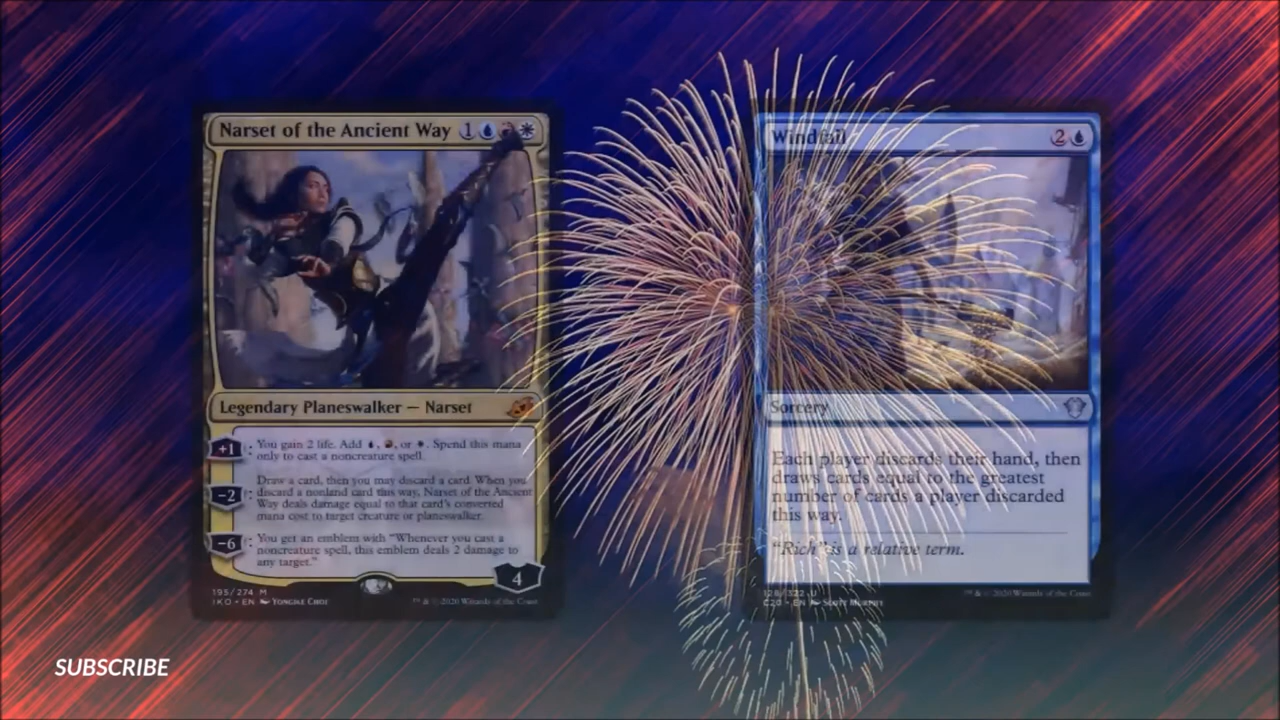 Narset of the Ancient Way 1
Legendary Planeswalker — Narset
+1 : You gain 2 life. Add , , or . Spend this mana
only to cast a noncreature spell.
-2 : Draw a card, then you may discard a card. When you
discard a nonland card this way, Narset of the Ancient
Way deals damage equal to that card's converted
mana cost to target creature or planeswalker.
-6 : You get an emblem with "Whenever you cast a
noncreature spell, this emblem deals 2 damage to
any target."
4
195/274 M
IKO • EN Yongjae Choi
™ & © 2020 Wizards of the Coast
Windfall 2
Sorcery
Each player discards their hand, then
draws cards equal to the greatest
number of cards a player discarded
this way.
"Rich" is a relative term.
/322 U
C20 • EN Scott Murphy
™ & © 2020 Wizards of the Coast
SUBSCRIBE